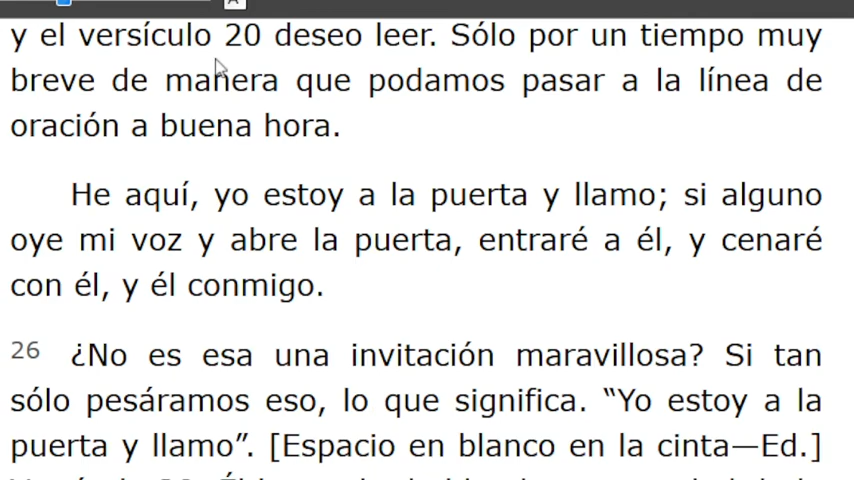 y el versículo 20 deseo leer. Sólo por un tiempo muy
breve de manera que podamos pasar a la línea de
oración a buena hora.
He aquí, yo estoy a la puerta y llamo; si alguno
oye mi voz y abre la puerta, entraré a él, y cenaré
con él, y él conmigo.
26 ¿No es esa una invitación maravillosa? Si tan
sólo pesáramos eso, lo que significa. “Yo estoy a la
puerta y llamo”. [Espacio en blanco en la cinta—Ed.]